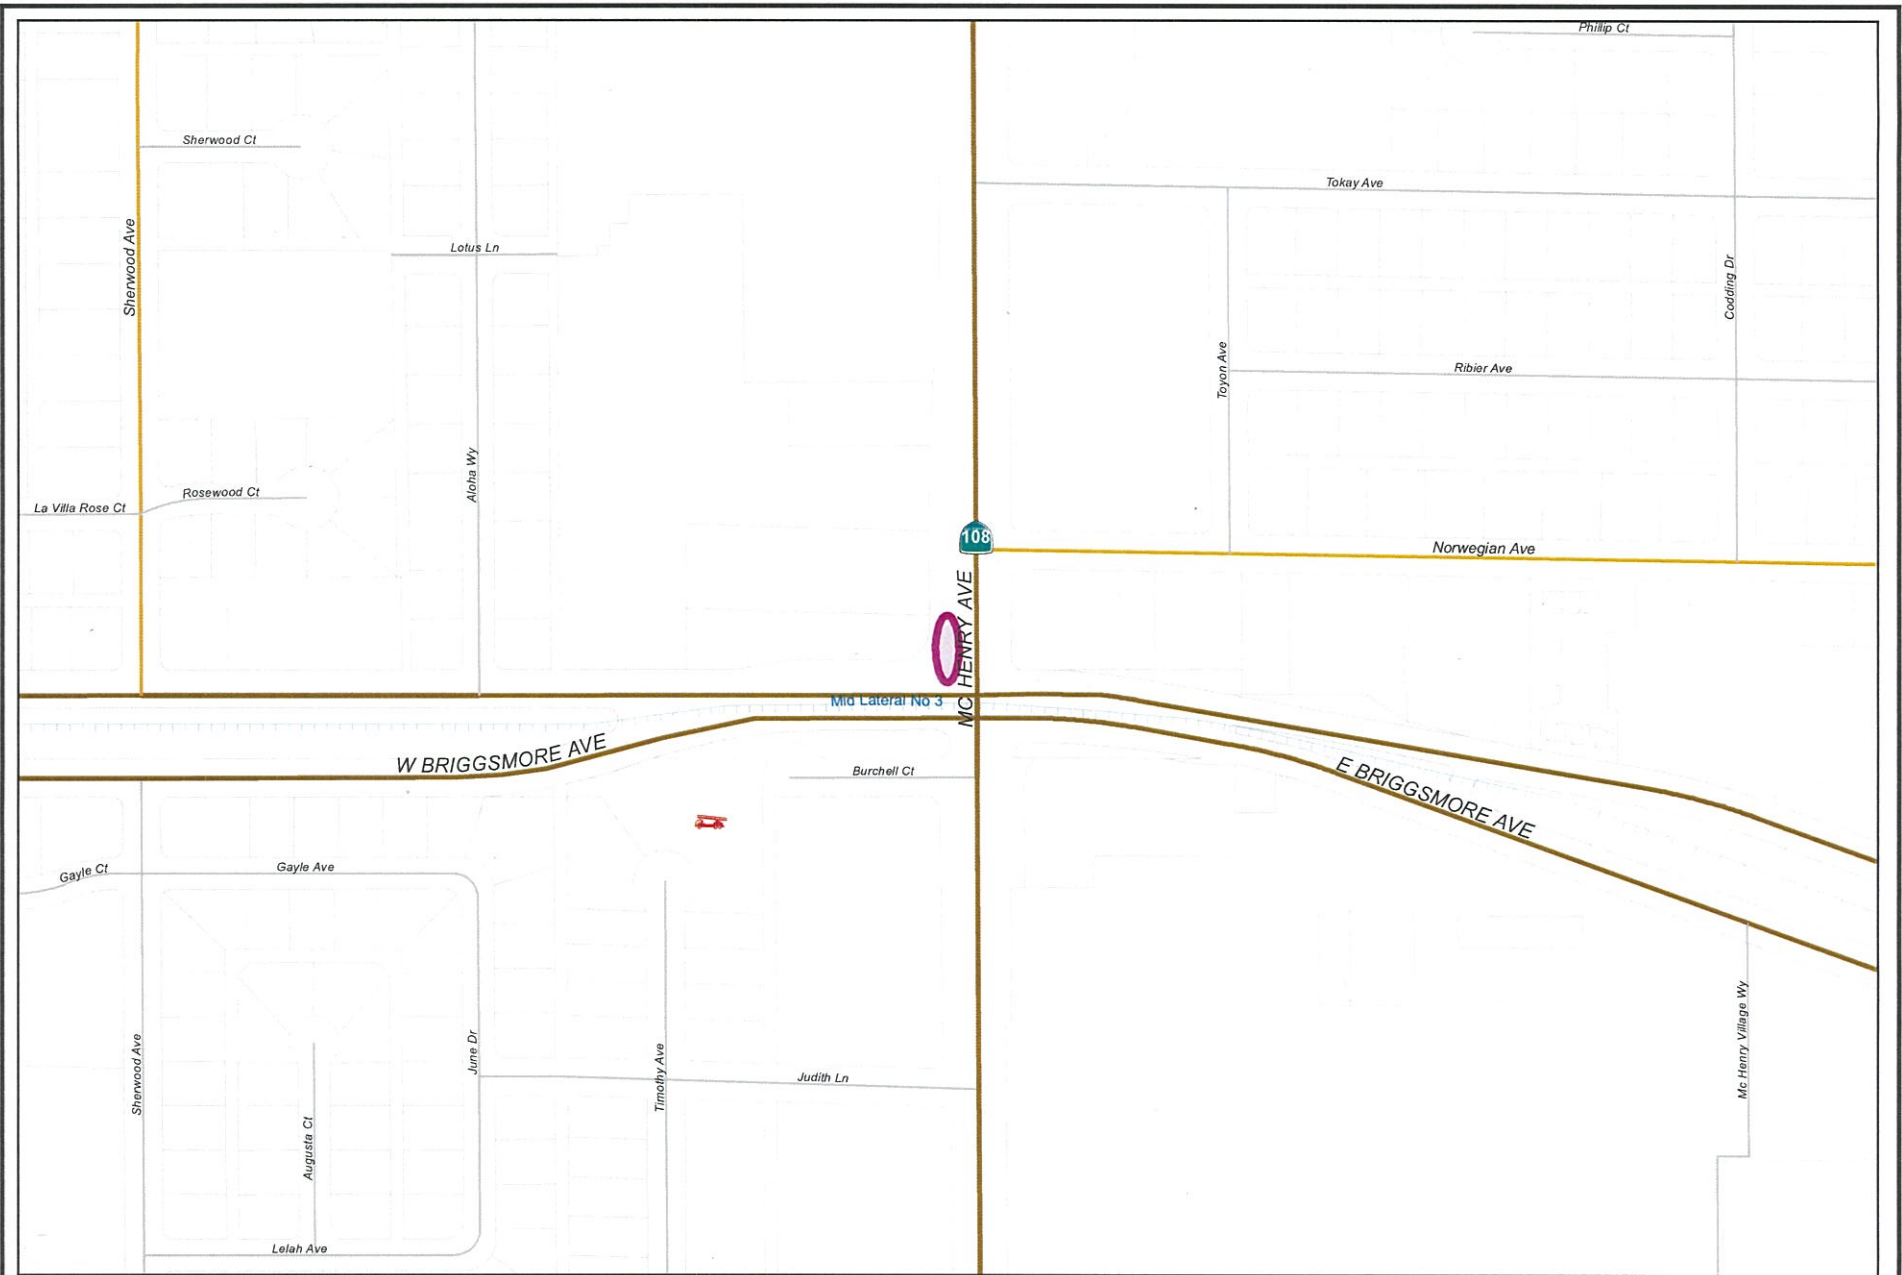 Phillip Ct
Sherwood Ct
Tokay Ave
Sherwood Ave
Lotus Ln
Codding Dr
Toyon Ave
Ribier Ave
Aloha Wy
Rosewood Ct
La Villa Rose Ct
108
Norwegian Ave
MC HENRY AVE
Mid Lateral No 3
W BRIGGSMORE AVE
E BRIGGSMORE AVE
Burchell Ct
Gayle Ct
Gayle Ave
Sherwood Ave
June Dr
Timothy Ave
Judith Ln
Mc Henry Village Wy
Augusta Ct
Lelah Ave